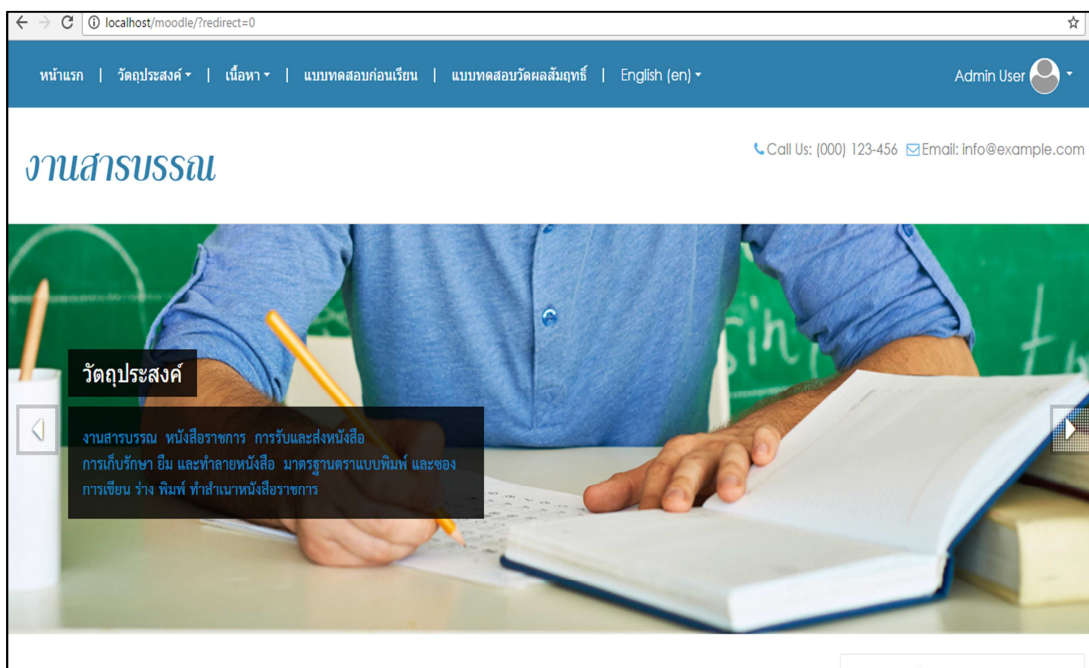 localhost/moodle/?redirect=0
หน้าแรก | วัตถุประสงค์ | เนื้อหา | แบบทดสอบก่อนเรียน | แบบทดสอบวัดผลสัมฤทธิ์ | English (en) Admin User
Call Us: (000) 123-456 Email: info@example.com
งานสารบรรณ
วัตถุประสงค์
งานสารบรรณ หนังสือราชการ การรับและส่งหนังสือ
การเก็บรักษา ยืม และทำลายหนังสือ มาตรฐานตราแบบพิมพ์ และซอง
การเขียน ร่าง พิมพ์ ทำสำเนาหนังสือราชการ